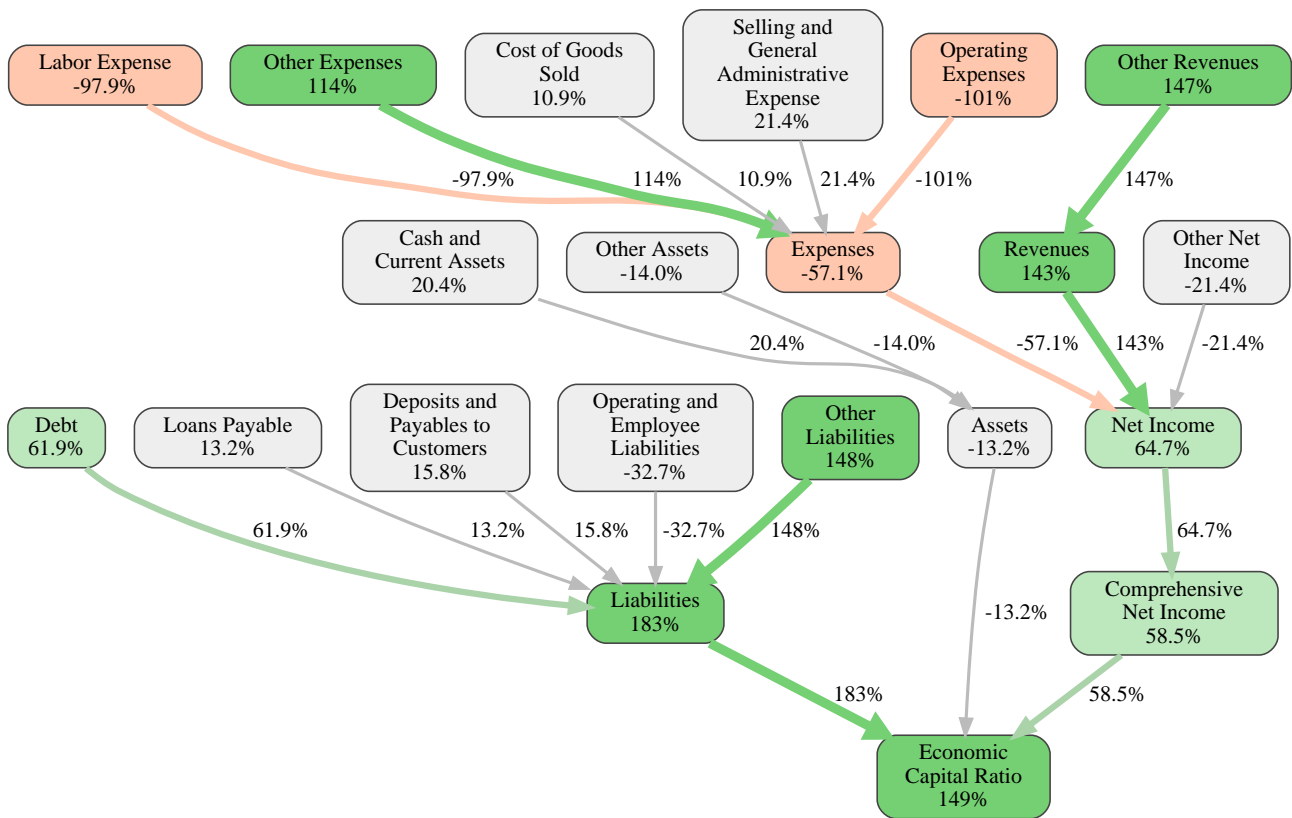 Labor Expense
-97.9%
Other Expenses
114%
Cost of Goods
Sold
10.9%
Selling and
General
Administrative
Expense
21.4%
Operating
Expenses
-101%
Other Revenues
147%
-97.9%
114%
10.9%
21.4%
-101%
147%
Cash and
Current Assets
20.4%
Other Assets
-14.0%
Expenses
-57.1%
Revenues
143%
Other Net
Income
-21.4%
20.4%
-14.0%
-57.1%
143%
-21.4%
Debt
61.9%
Loans Payable
13.2%
Deposits and
Payables to
Customers
15.8%
Operating and
Employee
Liabilities
-32.7%
Other
Liabilities
148%
Assets
-13.2%
Net Income
64.7%
61.9%
13.2%
15.8%
-32.7%
148%
64.7%
Liabilities
183%
-13.2%
Comprehensive
Net Income
58.5%
183%
58.5%
Economic
Capital Ratio
149%